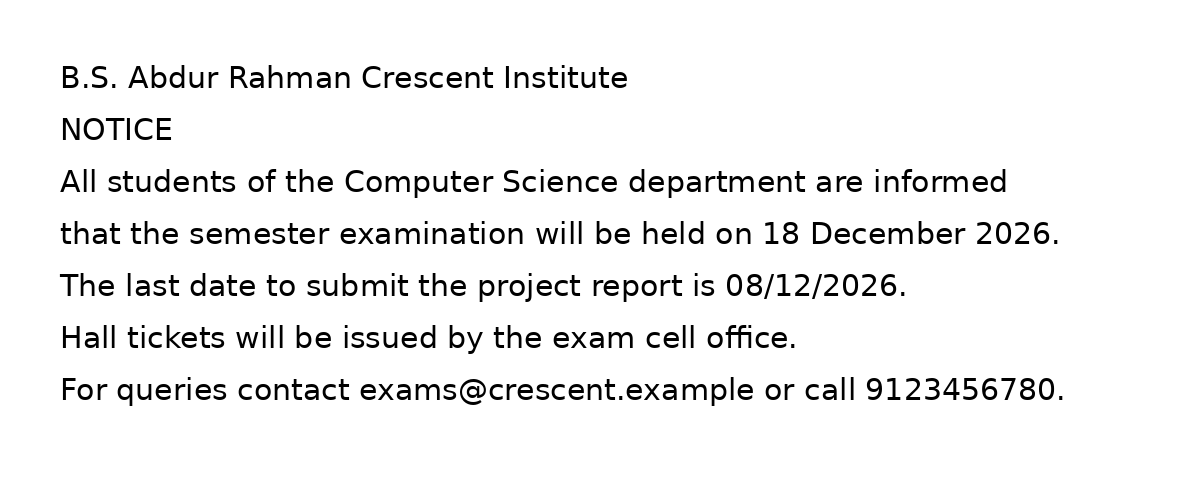 B.S. Abdur Rahman Crescent Institute
NOTICE
All students of the Computer Science department are informed
that the semester examination will be held on 18 December 2026.
The last date to submit the project report is 08/12/2026.
Hall tickets will be issued by the exam cell office.
For queries contact exams@crescent.example or call 9123456780.